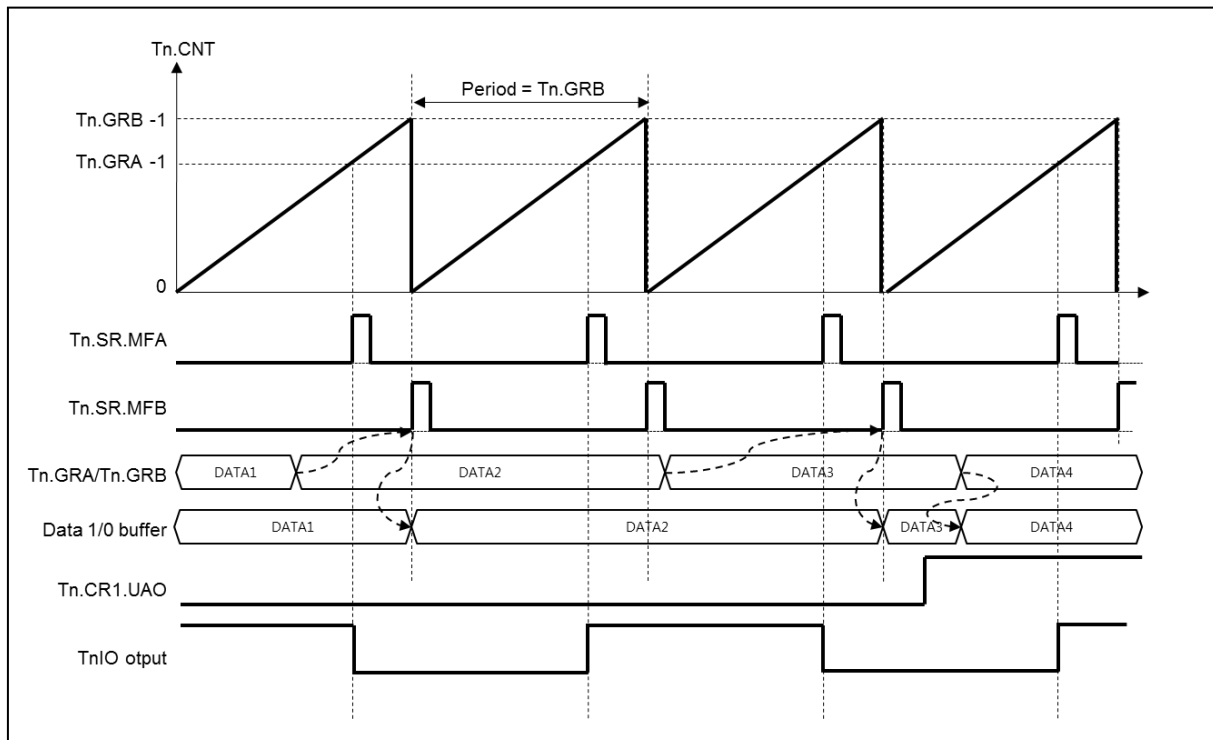 Tn.CNT
Period = Tn.GRB
Tn.GRB -1
Tn.GRA -1
0
Tn.SR.MFA
Tn.SR.MFB
Tn.GRA/Tn.GRB DATA1 DATA2 DATA3 DATA4
Data 1/0 buffer DATA1 DATA2 DATA3 DATA4
Tn.CR1.UAO
TnIO otput